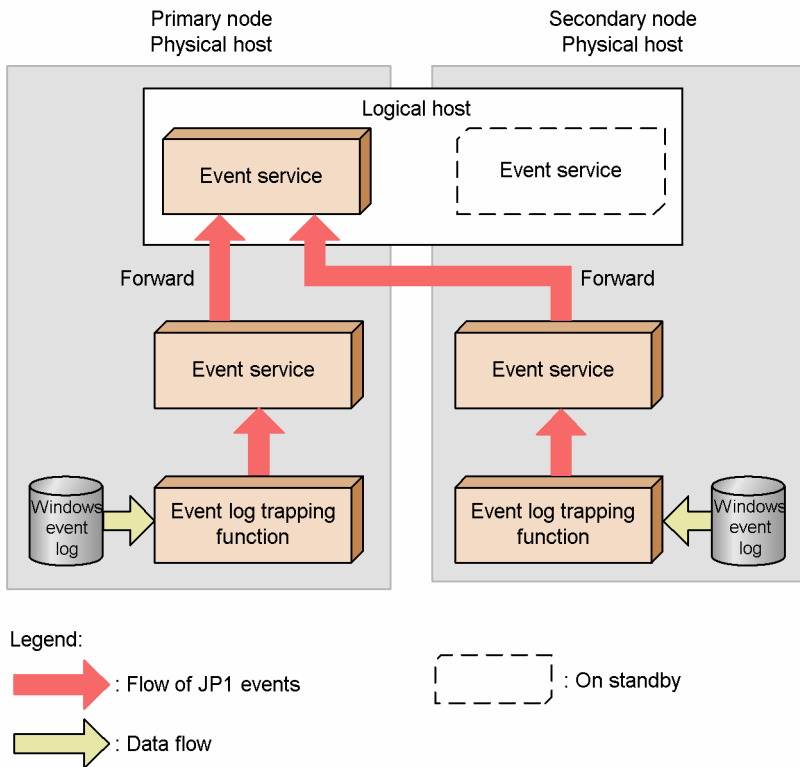 Primary node
Physical host
Secondary node
Physical host
Logical host
Event service
Event service
Forward
Forward
Event service
Event service
Windows
event
log
Event log trapping
function
Event log trapping
function
Windows
event
log
Legend:
: Flow of JP1 events
: On standby
: Data flow